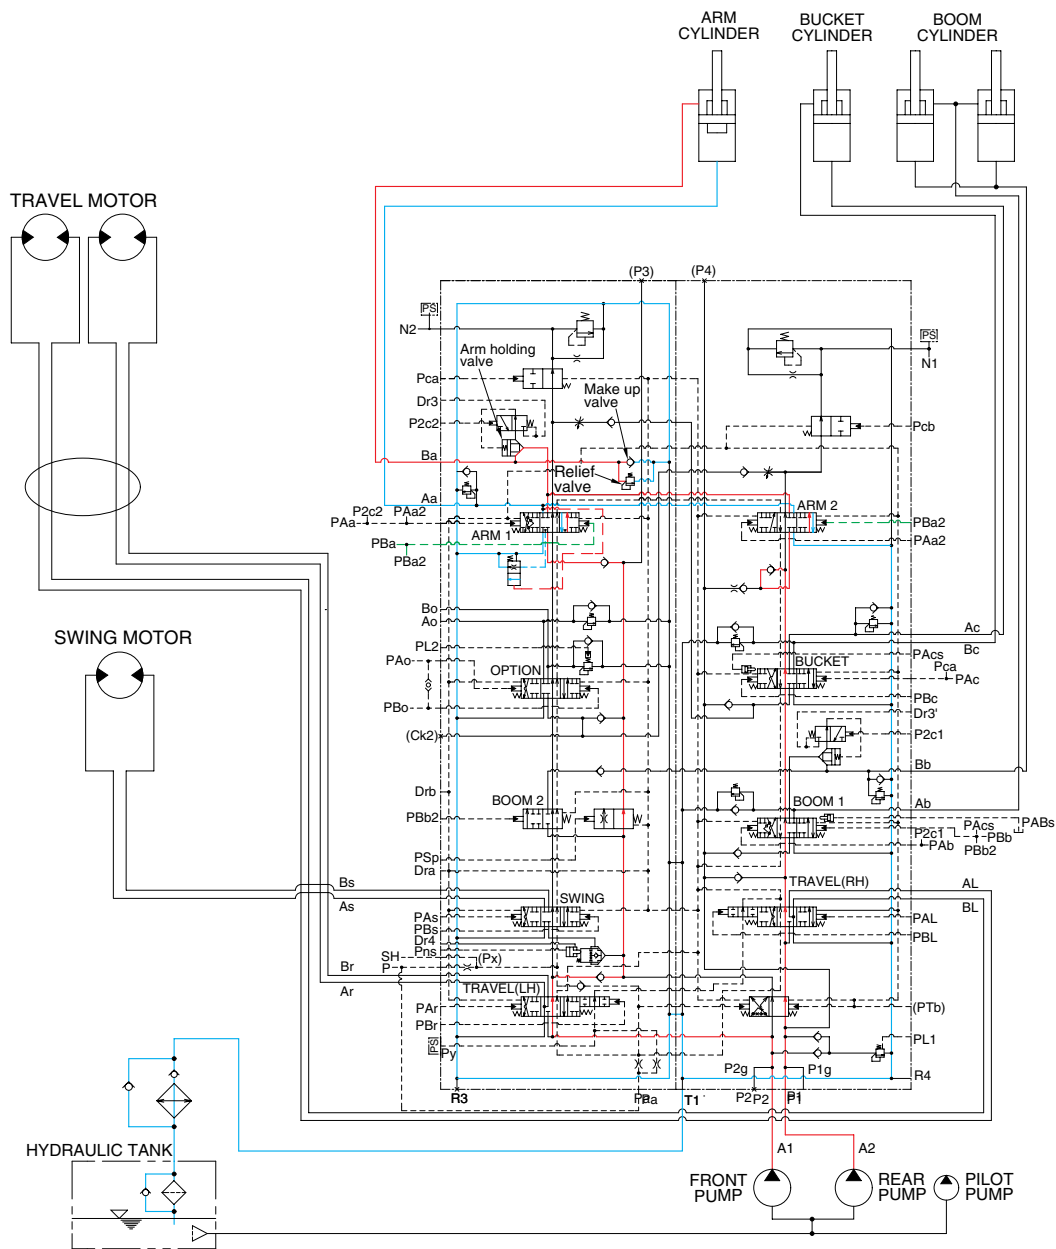 ARM
CYLINDER
BUCKET
CYLINDER
BOOM
CYLINDER
TRAVEL MOTOR
(P3)
(P4)
PS
N2
PS
N1
Arm holding
valve
Pca
Make up
valve
Dr3
P2c2
Pcb
Ba
Relief
valve
Aa
P2c2
PAa2
PAa
ARM 1
ARM 2
PBa2
PBa
PBa2
PAa2
Bo
Ao
PL2
PAo
OPTION
PBo
(Ck2)
Ac
Bc
PAcs
Pca
PAc
BUCKET
PBc
Dr3'
P2c1
Bb
SWING MOTOR
Drb
BOOM 2
PBb2
PSp
Dra
Ab
BOOM 1
PABs
P2c1
PAcs
PBb
PAb
PBb2
Bs
As
SWING
PAs
PBs
Dr4
Pns
SH
P
(Px)
Br
Ar
TRAVEL(LH)
PAr
PBr
PS
Py
TRAVEL(RH)
AL
BL
PAL
PBL
(PTb)
PL1
P2g
P1g
R4
R3
Pa
Pa
T1
P2
P2
P1
P1
HYDRAULIC TANK
A1
A2
FRONT
PUMP
REAR
PUMP
PILOT
PUMP